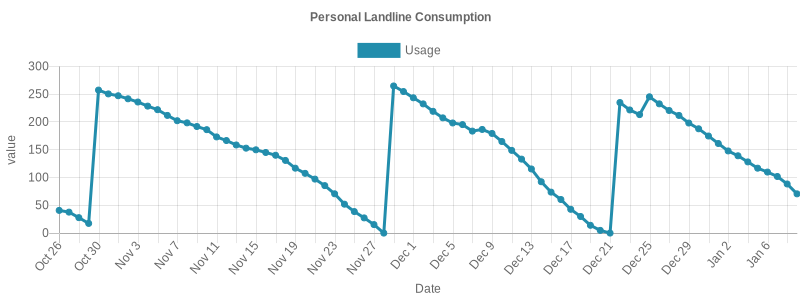 Personal Landline Consumption
Usage
300
250
200
150
100
50
0
value
Oct 26
Oct 30
Nov 3
Nov 7
Nov 11
Nov 15
Nov 19
Nov 23
Nov 27
Dec 1
Dec 5
Dec 9
Dec 13
Dec 17
Dec 21
Dec 25
Dec 29
Jan 2
Jan 6
Date